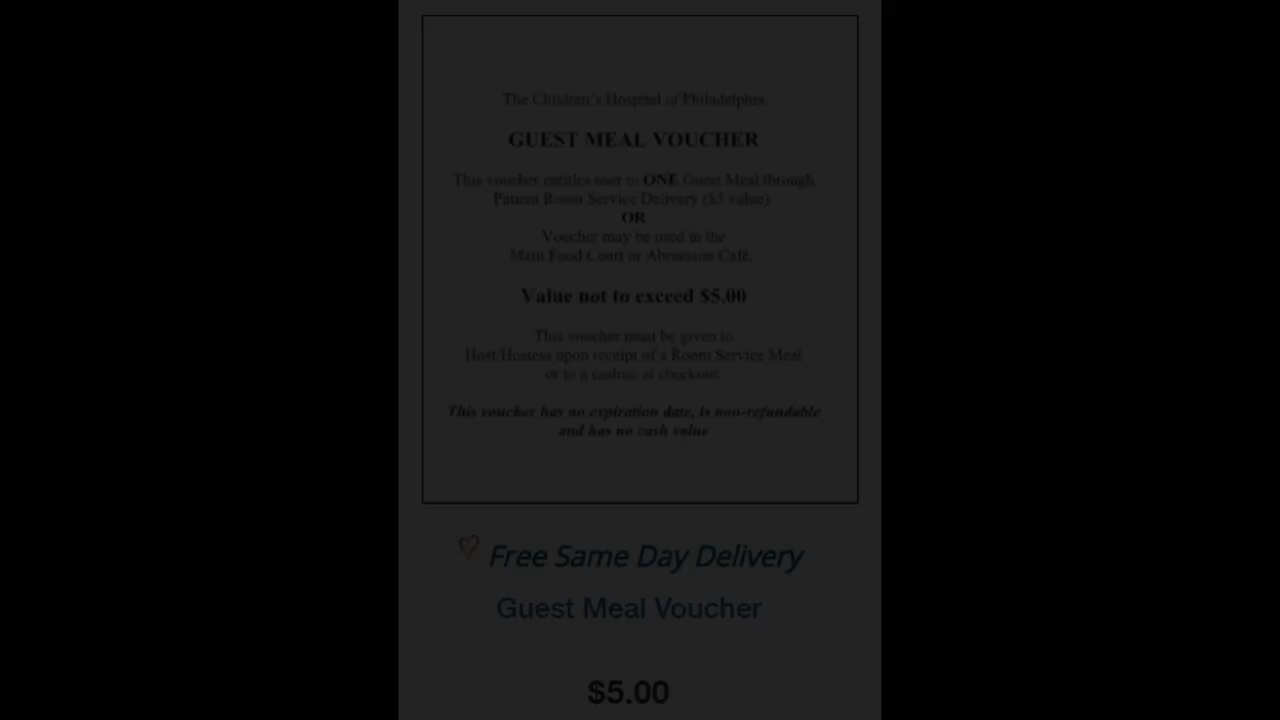 The Children's Hospital of Philadelphia
GUEST MEAL VOUCHER
This voucher entitles user to ONE Guest Meal through
Patient Room Service Delivery ($5 value)
OR
Voucher may be used in the
Main Food Court or Abramson Café.
Value not to exceed $5.00
This voucher must be given to
Host/Hostess upon receipt of a Room Service Meal
or to a cashier at checkout.
This voucher has no expiration date, is non-refundable
and has no cash value
Free Same Day Delivery
Guest Meal Voucher
$5.00